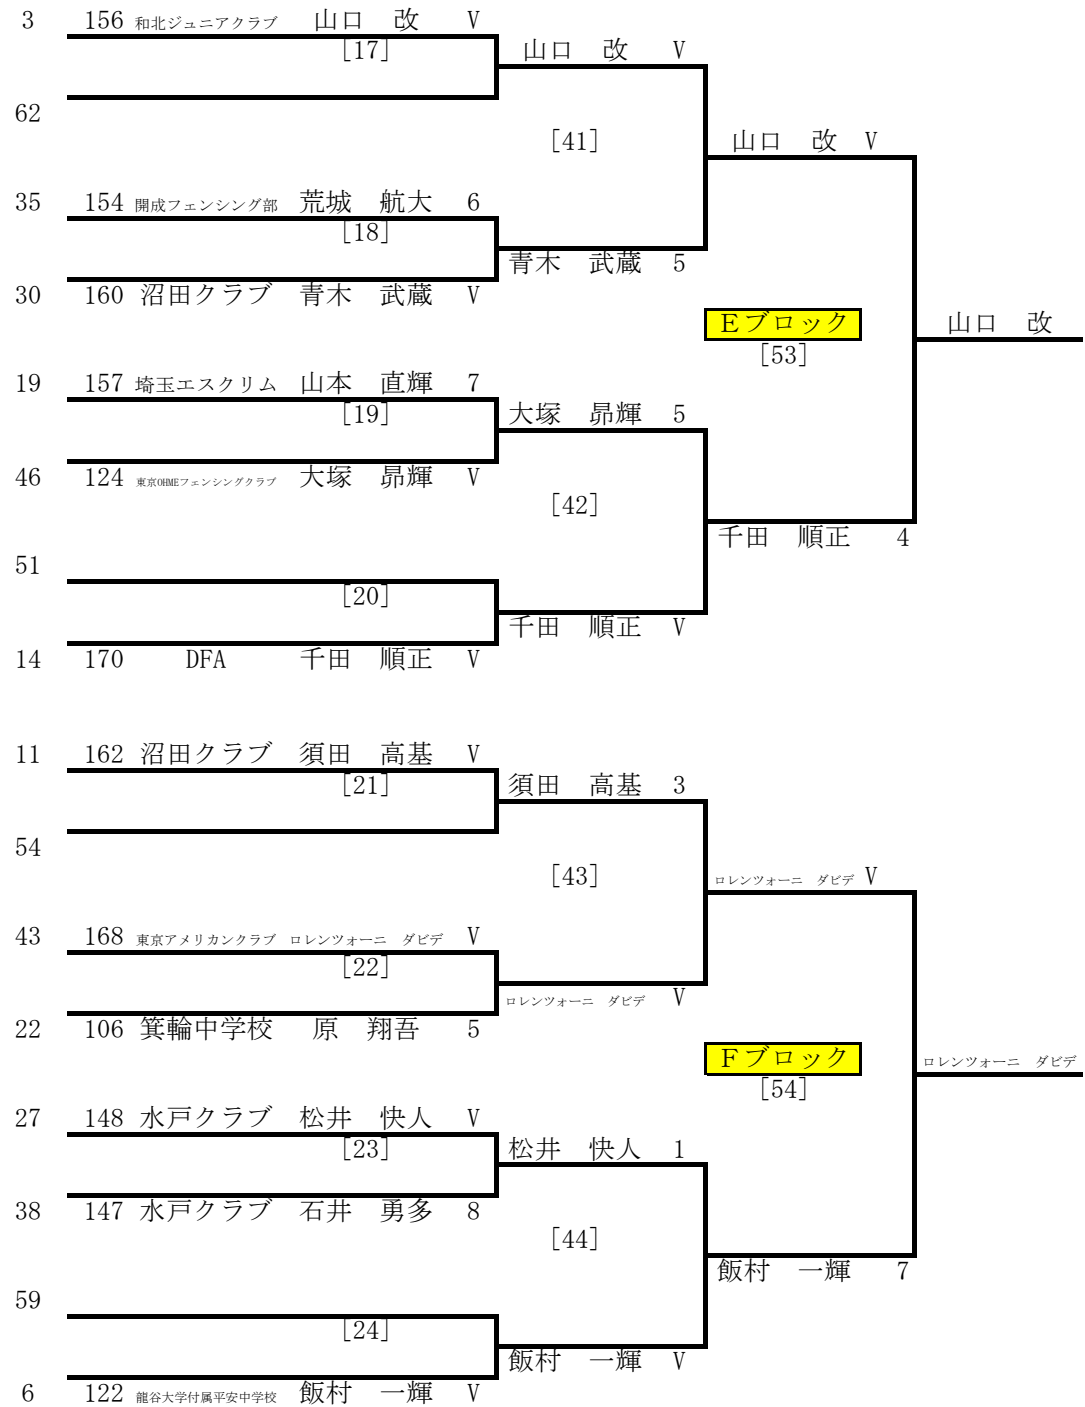 3 156 和北ジュニアクラブ 山口 改 V
[17] 山口 改 V
62
[41] 山口 改 V
35 154 開成フェンシング部 荒城 航大 6
[18]
青木 武蔵 5
30 160 沼田クラブ 青木 武蔵 V
Ｅブロック 山口 改
[53]
19 157 埼玉エスクリム 山本 直輝 7
[19] 大塚 昴輝 5
46 124 東京OHMEフェンシングクラブ 大塚 昴輝 V
[42]
千田 順正 4
51
[20]
千田 順正 V
14 170 DFA 千田 順正 V
11 162 沼田クラブ 須田 高基 V
[21] 須田 高基 3
54
[43] ロレンツォーニ ダビデ V
43 168 東京アメリカンクラブ ロレンツォーニ ダビデ V
[22]
ロレンツォーニ ダビデ V
22 106 箕輪中学校 原 翔吾 5
Ｆブロック ロレンツォーニ ダビデ
[54]
27 148 水戸クラブ 松井 快人 V
[23] 松井 快人 1
38 147 水戸クラブ 石井 勇多 8
[44]
飯村 一輝 7
59
[24]
飯村 一輝 V
6 122 龍谷大学付属平安中学校 飯村 一輝 V